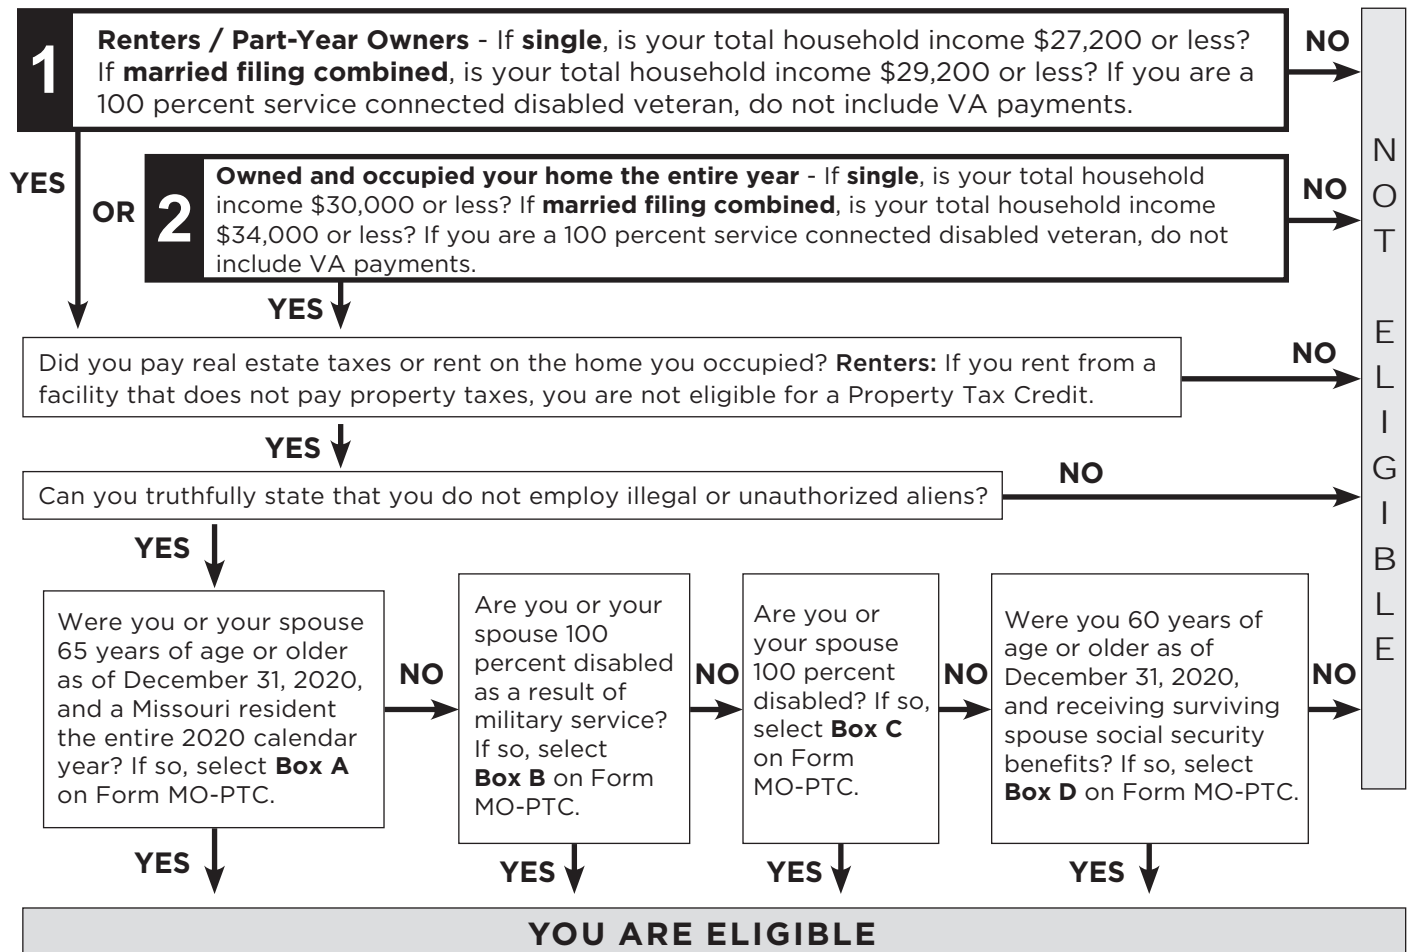 1
Renters / Part-Year Owners - If single, is your total household income $27,200 or less?
If married filing combined, is your total household income $29,200 or less? If you are a
100 percent service connected disabled veteran, do not include VA payments.
NO
YES
OR
2
Owned and occupied your home the entire year - If single, is your total household
income $30,000 or less? If married filing combined, is your total household income
$34,000 or less? If you are a 100 percent service connected disabled veteran, do not
include VA payments.
NO
YES
Did you pay real estate taxes or rent on the home you occupied? Renters: If you rent from a
facility that does not pay property taxes, you are not eligible for a Property Tax Credit.
NO
YES
Can you truthfully state that you do not employ illegal or unauthorized aliens?
NO
YES
Were you or your spouse
65 years of age or older
as of December 31, 2020,
and a Missouri resident
the entire 2020 calendar
year? If so, select Box A
on Form MO-PTC.
NO
YES
Are you or your
spouse 100
percent disabled
as a result of
military service?
If so, select
Box B on Form
MO-PTC.
NO
YES
Are you or
your spouse
100 percent
disabled? If so,
select Box C
on Form
MO-PTC.
NO
YES
Were you 60 years of
age or older as of
December 31, 2020,
and receiving surviving
spouse social security
benefits? If so, select
Box D on Form MO-PTC.
NO
YES
NOT ELIGIBLE
YOU ARE ELIGIBLE